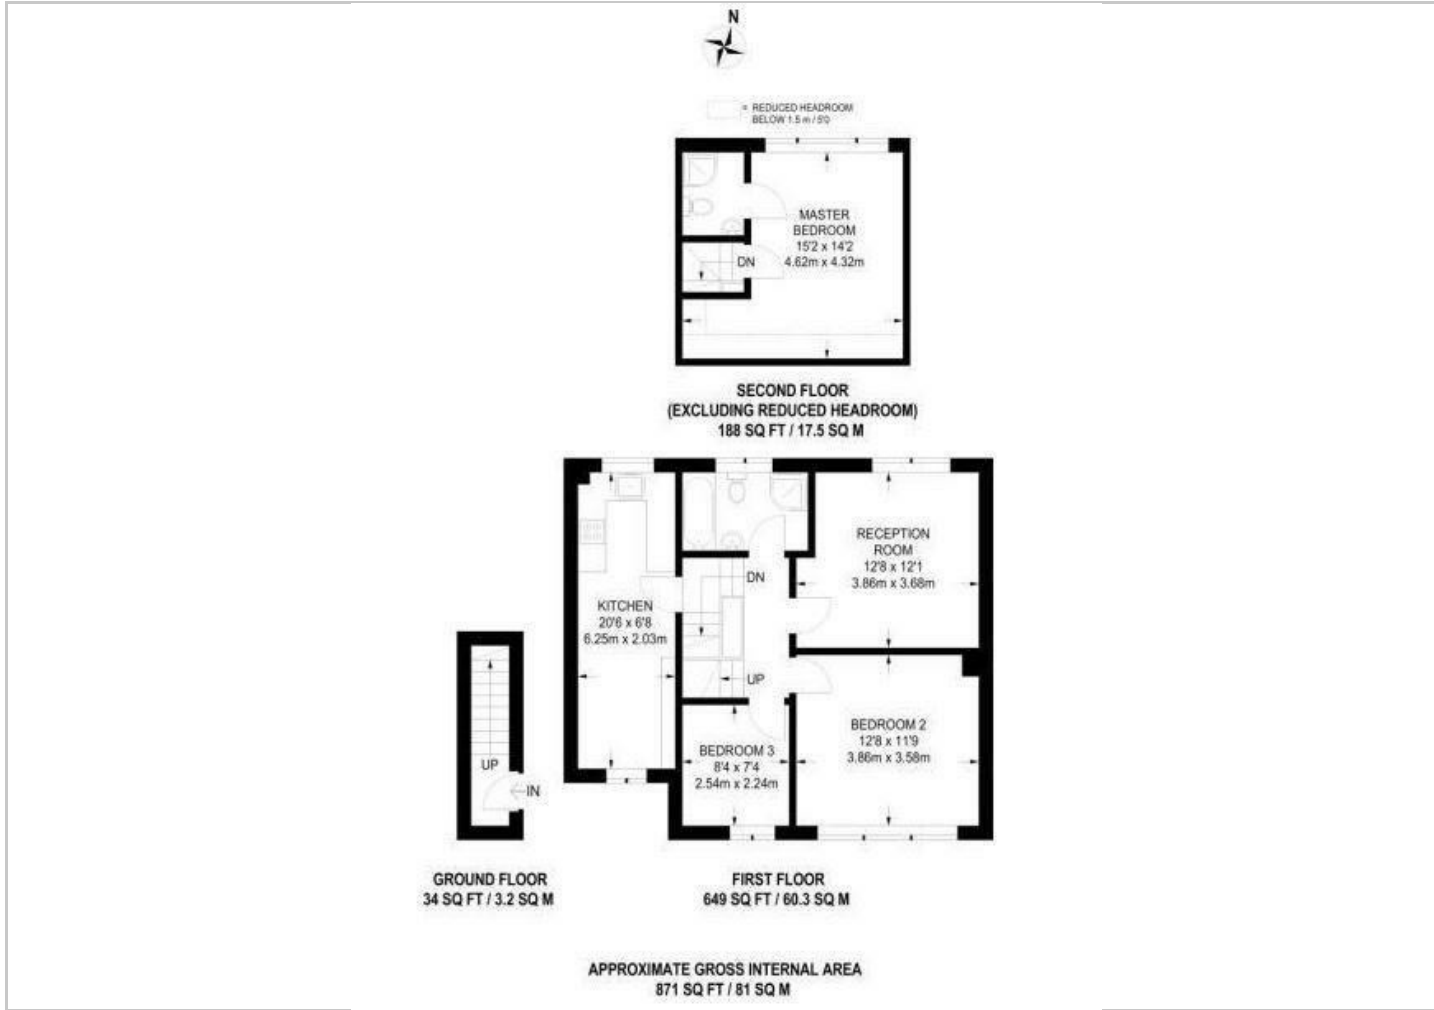 N
= REDUCED HEADROOM
BELOW 1.5 m / 5'0
MASTER
BEDROOM
15'2 x 14'2
4.62m x 4.32m
DN
SECOND FLOOR
(EXCLUDING REDUCED HEADROOM)
188 SQ FT / 17.5 SQ M
RECEPTION
ROOM
12'8 x 12'1
3.86m x 3.68m
DN
KITCHEN
20'6 x 6'8
6.25m x 2.03m
UP
BEDROOM 2
12'8 x 11'9
3.86m x 3.58m
BEDROOM 3
8'4 x 7'4
2.54m x 2.24m
UP
IN
GROUND FLOOR
34 SQ FT / 3.2 SQ M
FIRST FLOOR
649 SQ FT / 60.3 SQ M
APPROXIMATE GROSS INTERNAL AREA
871 SQ FT / 81 SQ M